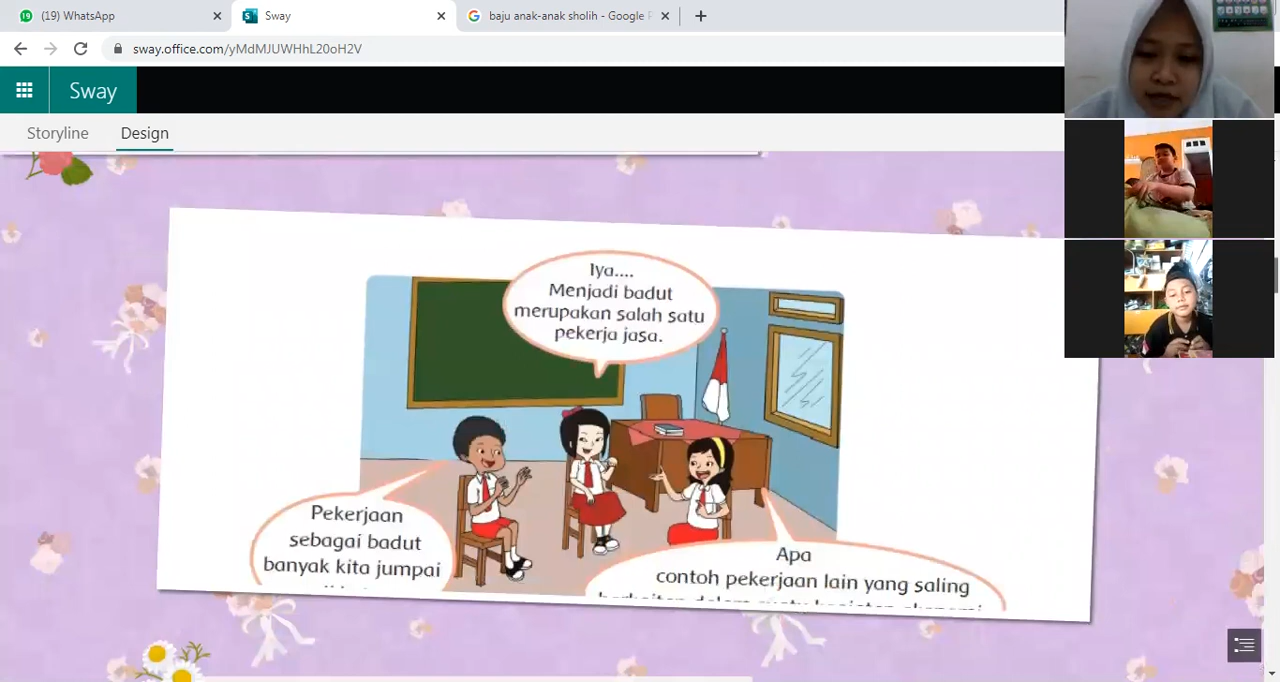 (19) WhatsApp
Sway
baju anak-anak sholih - Google
sway.office.com/yMdMJUWHhL20oH2V
Sway
Storyline
Design
Iya....
Menjadi badut
merupakan salah satu
pekerja jasa.
Pekerjaan
sebagai badut
banyak kita jumpai
Apa
contoh pekerjaan lain yang saling